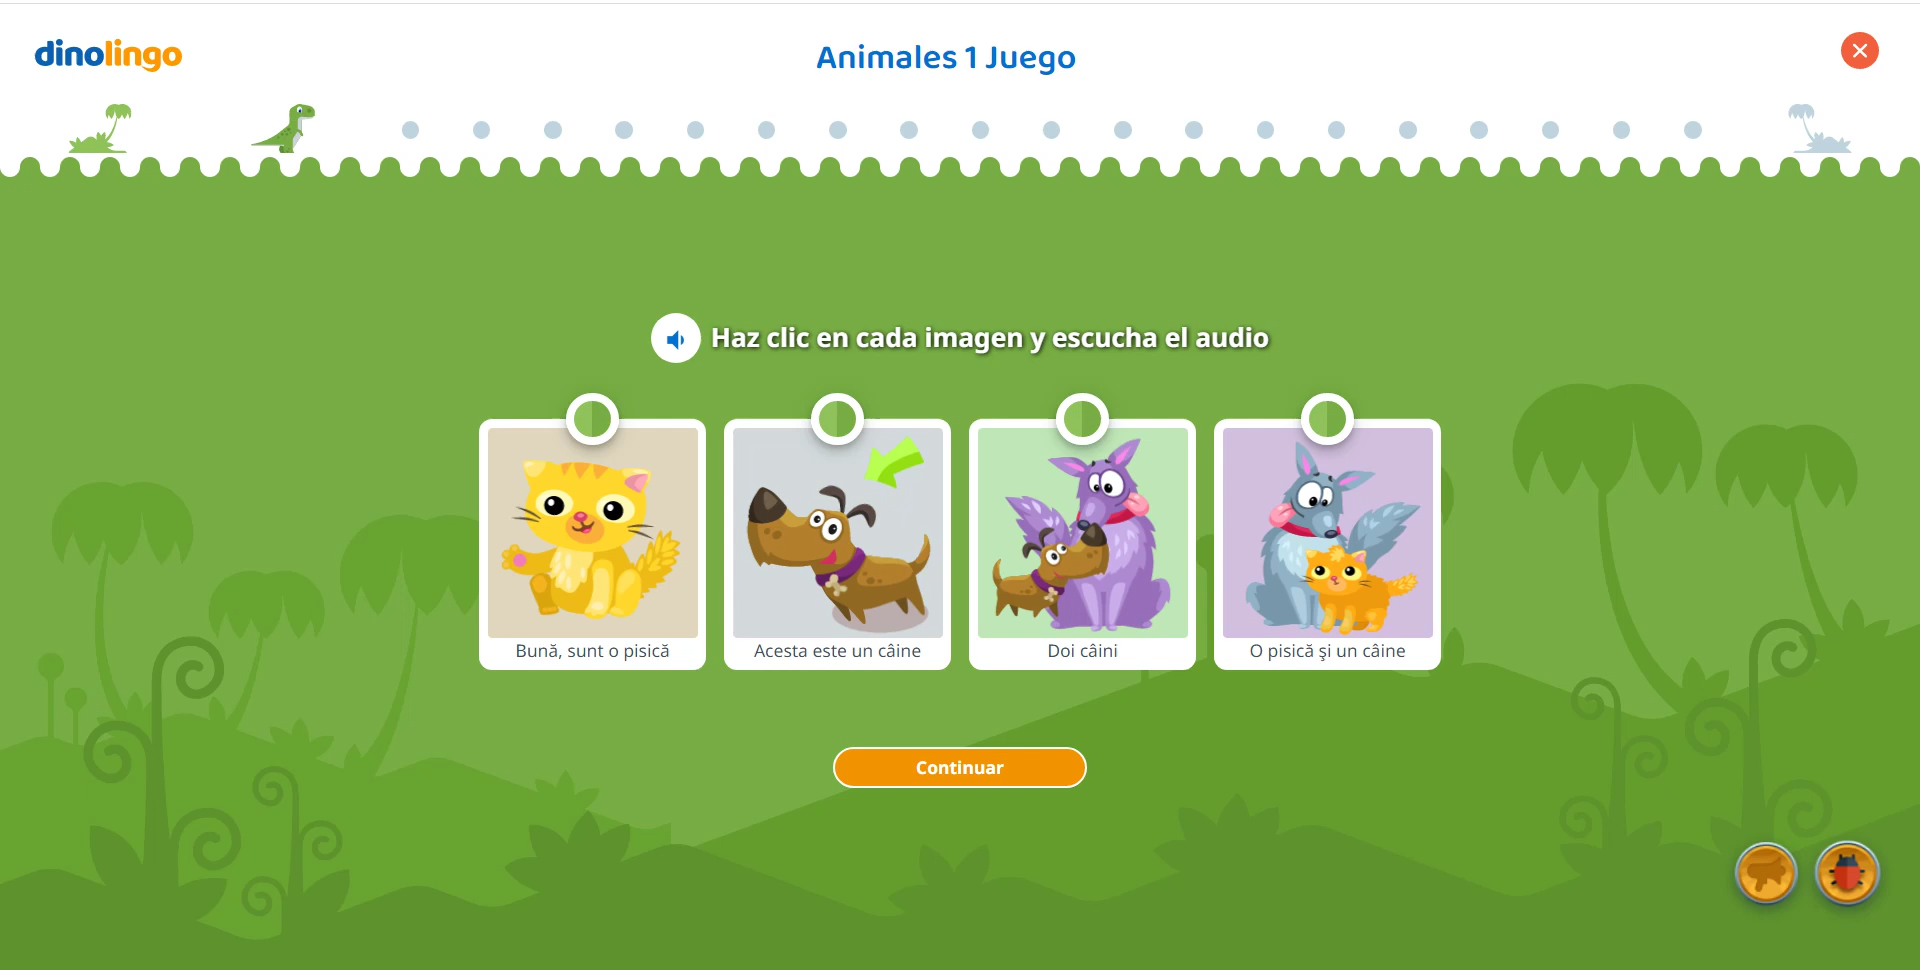 dinolingo
Animales 1 Juego
Haz clic en cada imagen y escucha el audio
Bună, sunt o pisică
Acesta este un câine
Doi câini
O pisică şi un câine
Continuar